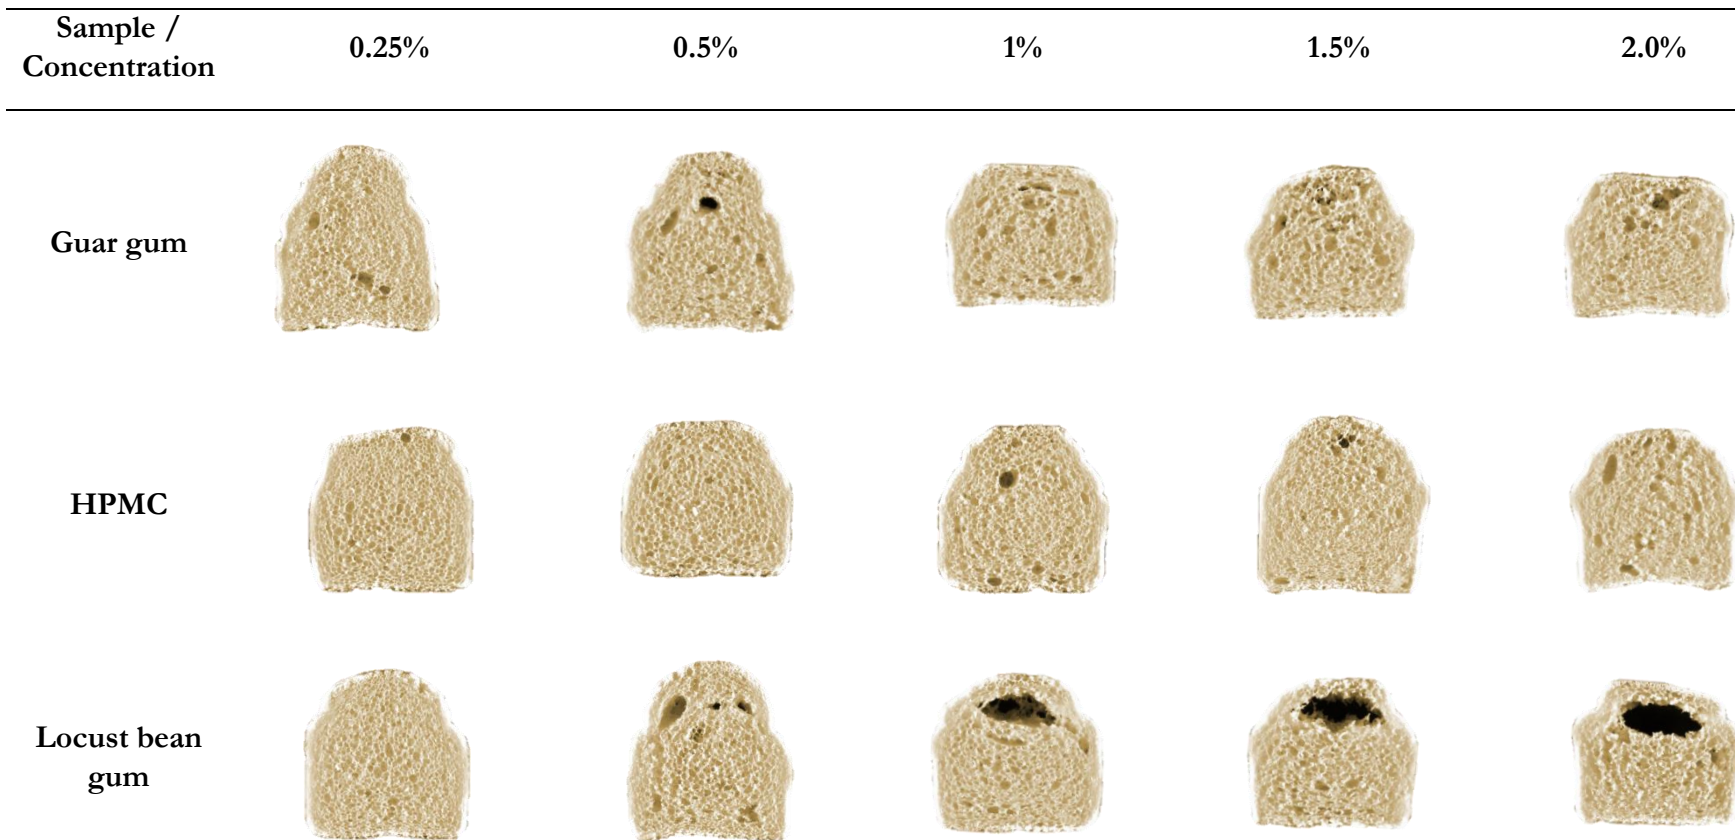 Sample /
Concentration
0.25%
0.5%
1%
1.5%
2.0%
Guar gum
HPMC
Locust bean
gum